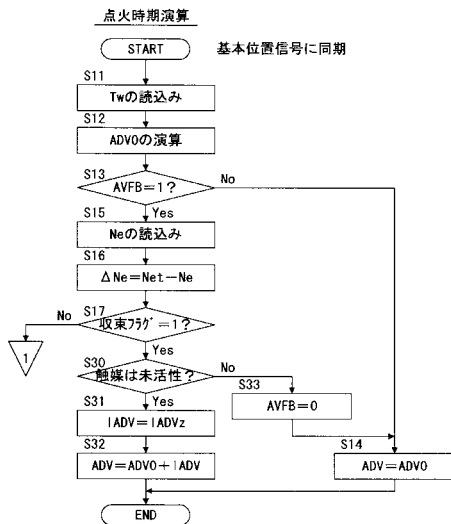 点火時期演算
START
基本位置信号に同期
S11
Twの読込み
S12
ADV0の演算
S13
AVFB=1?
No
Yes
S15
Neの読込み
S16
ΔNe=Net-Ne
S17
収束フラグ=1?
No
1
Yes
S30
触媒は未活性?
No
S33
AVFB=0
Yes
S31
IADV=IADVz
S32
ADV=ADV0+IADV
S14
ADV=ADV0
END